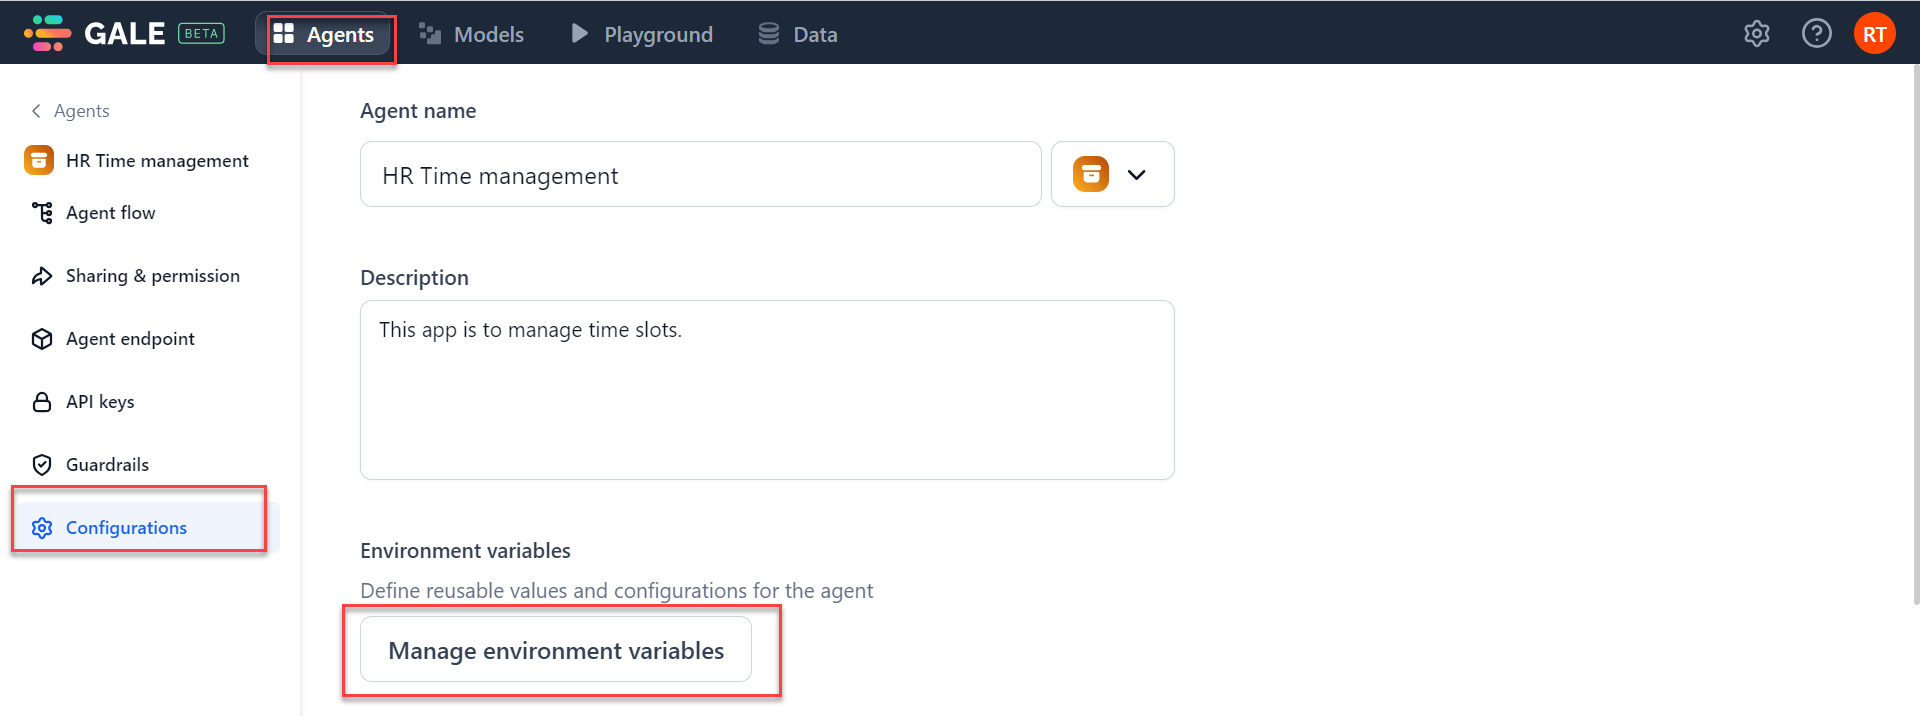 GALE BETA Agents Models Playground Data RT
Agents
HR Time management
Agent flow
Sharing & permission
Agent endpoint
API keys
Guardrails
Configurations
Agent name
HR Time management
Description
This app is to manage time slots.
Environment variables
Define reusable values and configurations for the agent
Manage environment variables